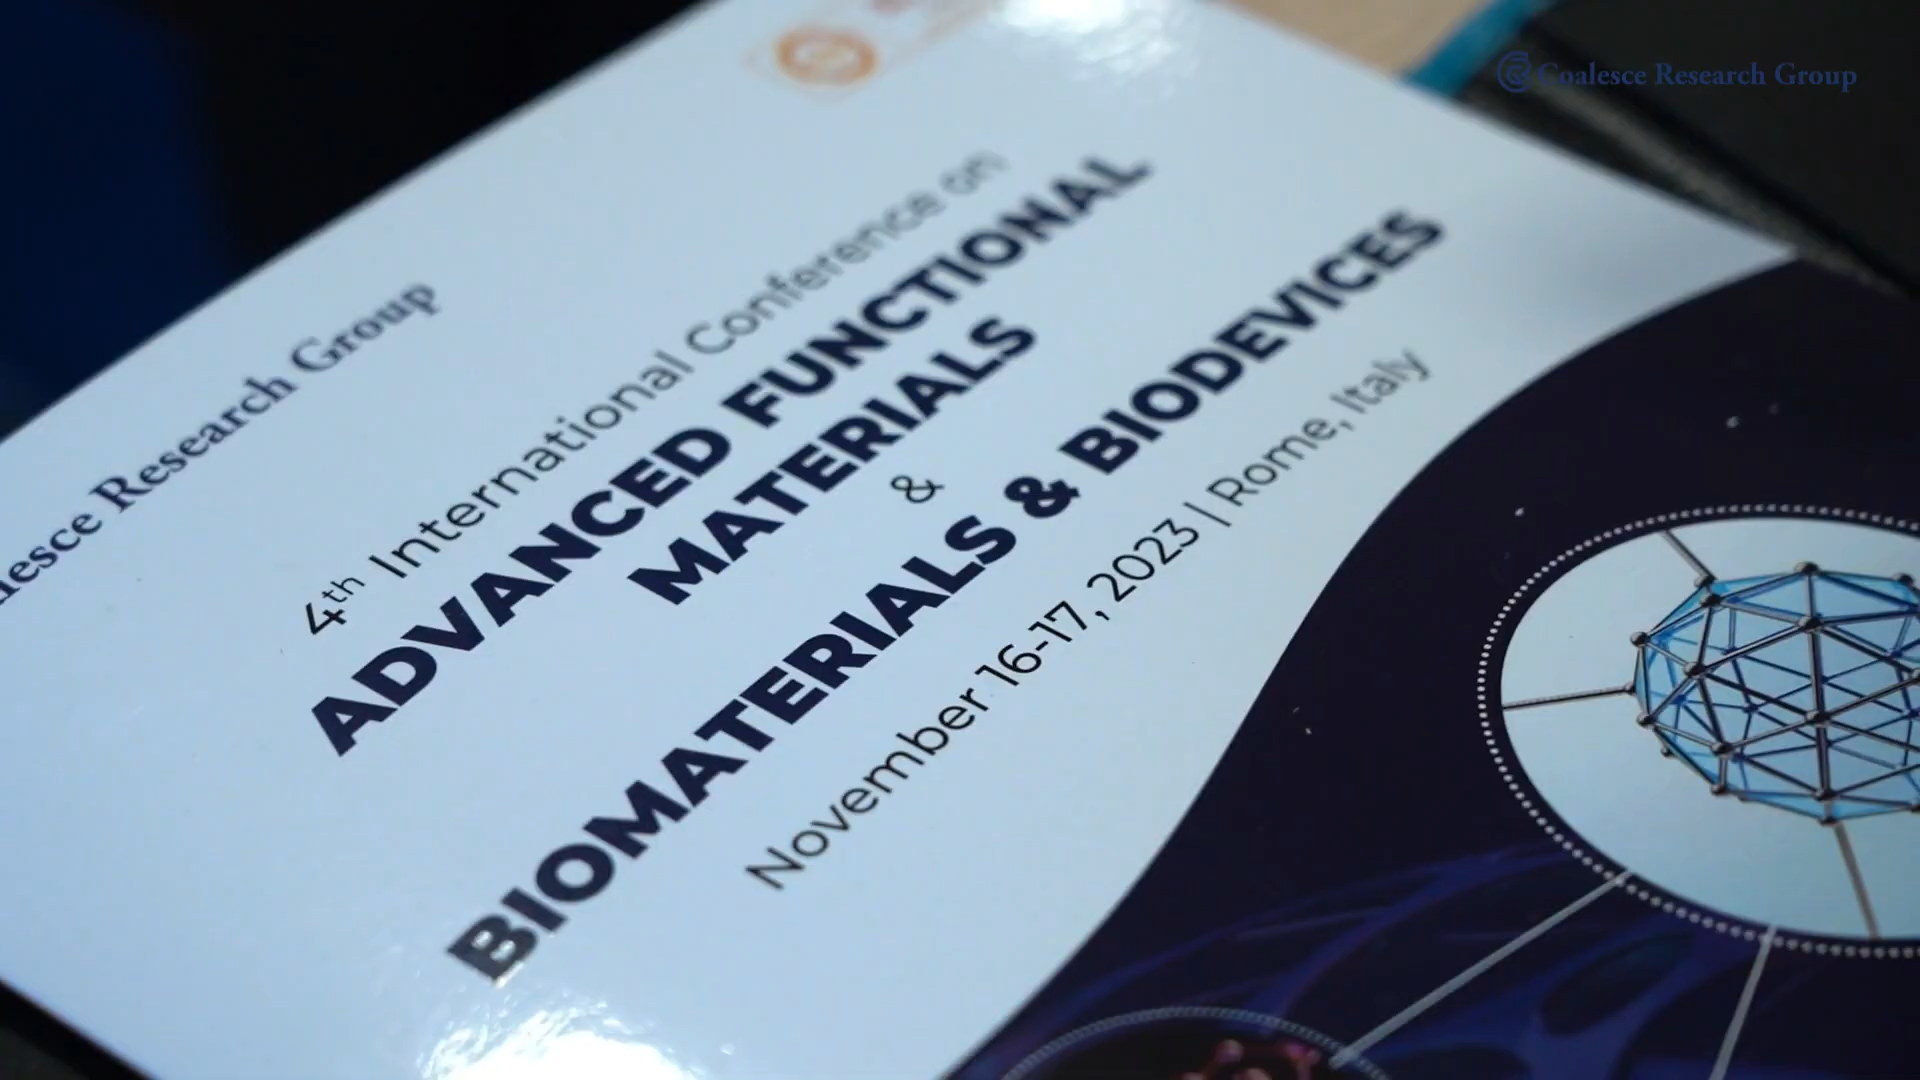 Coalesce Research Group
Research Group
4th International Conference on
ADVANCED FUNCTIONAL
MATERIALS
&
BIOMATERIALS & BIODEVICES
November 16-17, 2023 | Rome, Italy